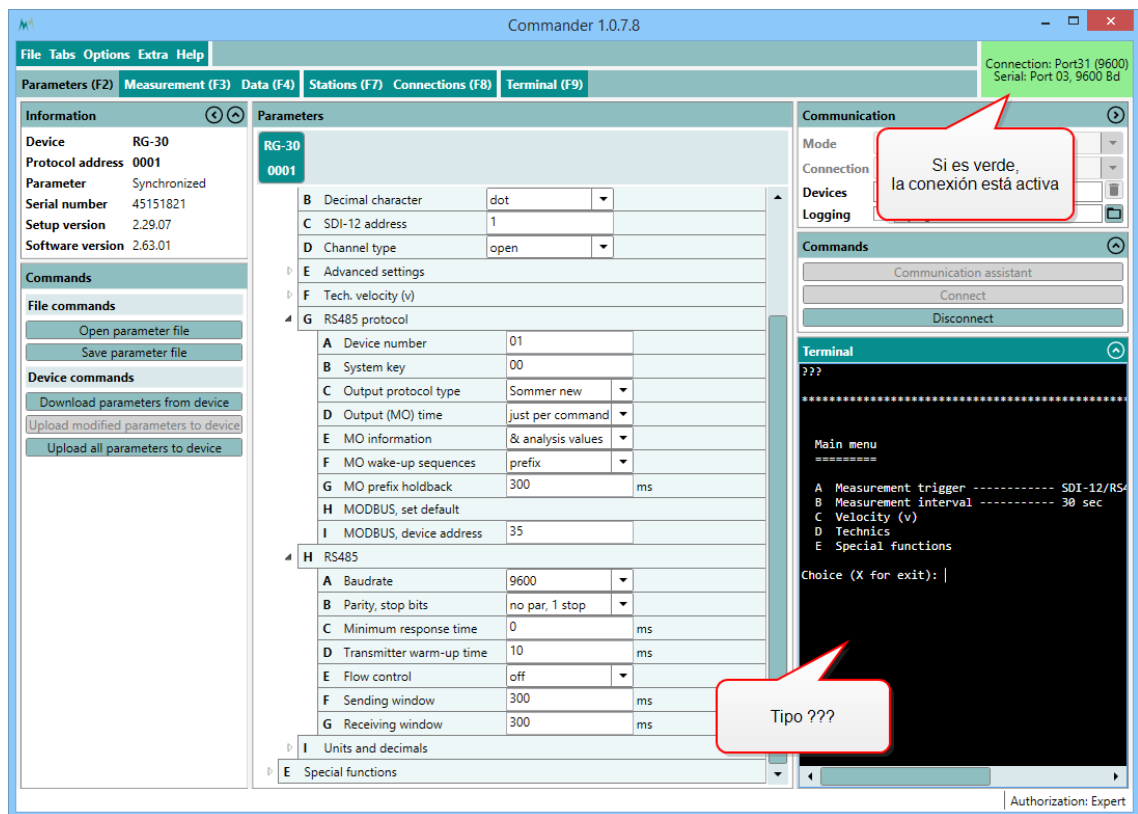 Commander 1.0.7.8
File Tabs Options Extra Help
Connection: Port31 (9600)
Serial: Port 03, 9600 Bd
Parameters (F2) Measurement (F3) Data (F4) Stations (F7) Connections (F8) Terminal (F9)
Information
Device RG-30
Protocol address 0001
Parameter Synchronized
Serial number 45151821
Setup version 2.29.07
Software version 2.63.01
Commands
File commands
Open parameter file
Save parameter file
Device commands
Download parameters from device
Upload modified parameters to device
Upload all parameters to device
Parameters
RG-30
0001
B Decimal character dot
C SDI-12 address 1
D Channel type open
E Advanced settings
F Tech. velocity (v)
G RS485 protocol
A Device number 01
B System key 00
C Output protocol type Sommer new
D Output (MO) time just per command
E MO information & analysis values
F MO wake-up sequences prefix
G MO prefix holdback 300 ms
H MODBUS, set default
I MODBUS, device address 35
H RS485
A Baudrate 9600
B Parity, stop bits no par, 1 stop
C Minimum response time 0 ms
D Transmitter warm-up time 10 ms
E Flow control off
F Sending window 300 ms
G Receiving window 300 ms
I Units and decimals
E Special functions
Communication
Mode
Connection
Devices
Logging
Si es verde,
la conexión está activa
Commands
Communication assistant
Connect
Disconnect
Terminal
???
************************************************
Main menu
=========
A Measurement trigger ------------ SDI-12/RS4
B Measurement interval ----------- 30 sec
C Velocity (v)
D Technics
E Special functions
Choice (X for exit):
Tipo ???
Authorization: Expert